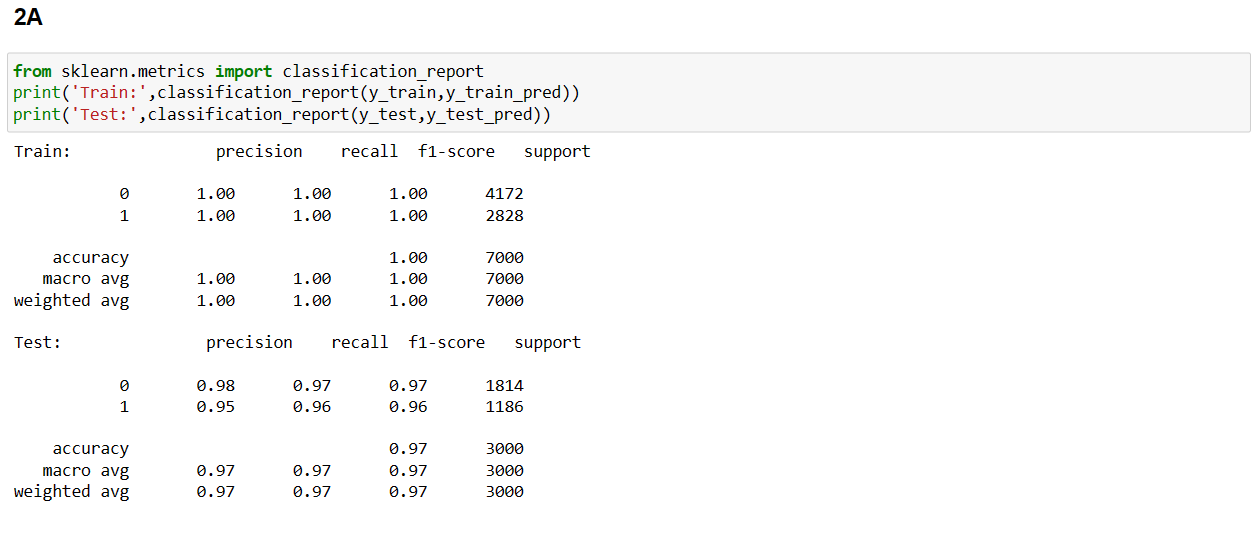 2A
from sklearn.metrics import classification_report
print('Train:',classification_report(y_train,y_train_pred))
print('Test:',classification_report(y_test,y_test_pred))
Train:               precision    recall  f1-score   support
           0       1.00      1.00      1.00      4172
           1       1.00      1.00      1.00      2828
    accuracy                           1.00      7000
   macro avg       1.00      1.00      1.00      7000
weighted avg       1.00      1.00      1.00      7000
Test:               precision    recall  f1-score   support
           0       0.98      0.97      0.97      1814
           1       0.95      0.96      0.96      1186
    accuracy                           0.97      3000
   macro avg       0.97      0.97      0.97      3000
weighted avg       0.97      0.97      0.97      3000